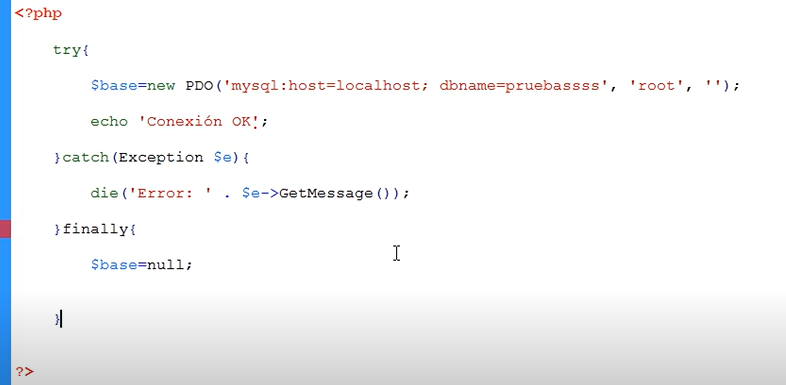 <?php
try{
$base=new PDO('mysql:host=localhost; dbname=pruebassss', 'root', '');
echo 'Conexión OK';
}catch(Exception $e){
die('Error: ' . $e->GetMessage());
}finally{
$base=null;
}
?>